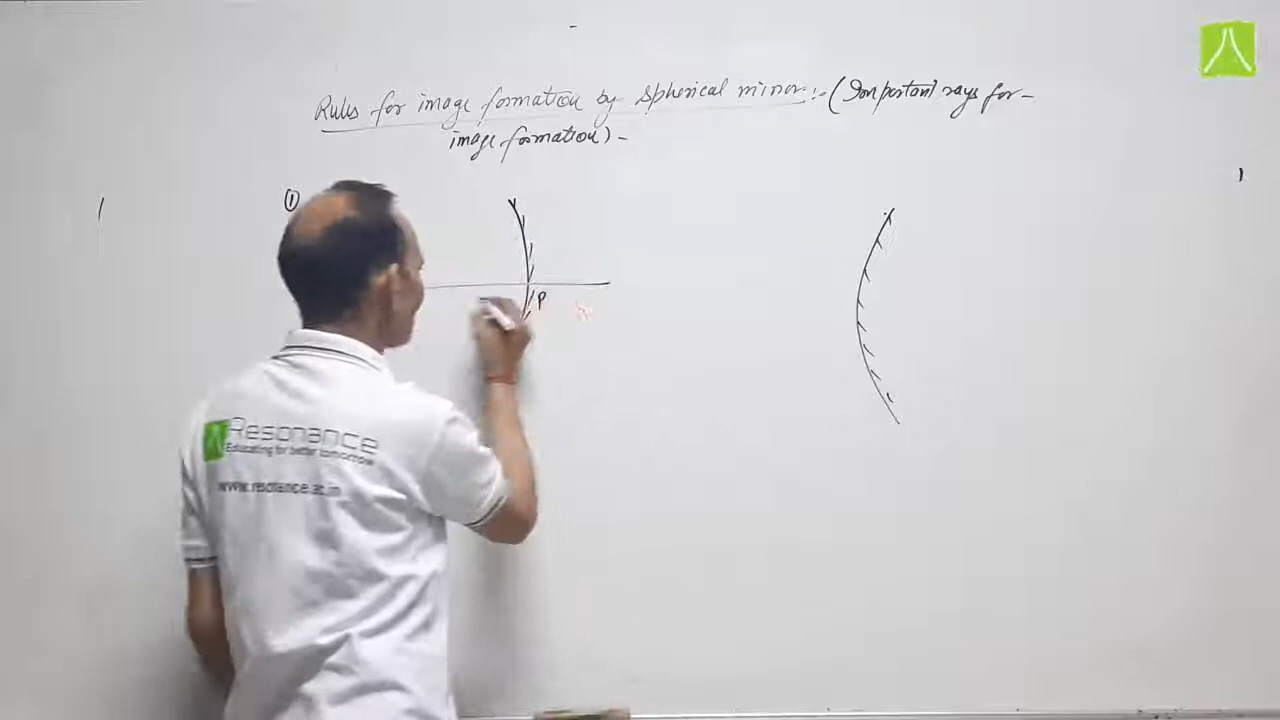 Rules for image formation by Spherical mirror :- (Important rays for-
image formation) -
①
P
Resonance
Educating for better tomorrow
www.resonance.ac.in